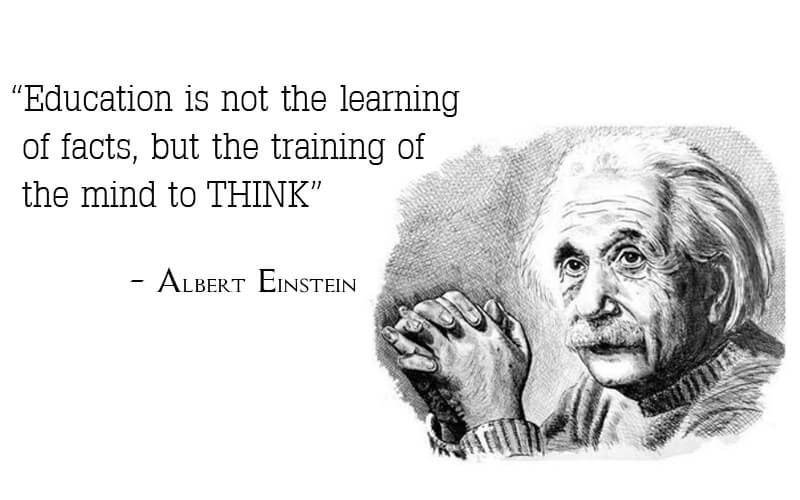 “Education is not the learning
of facts, but the training of
the mind to THINK”
- Albert Einstein